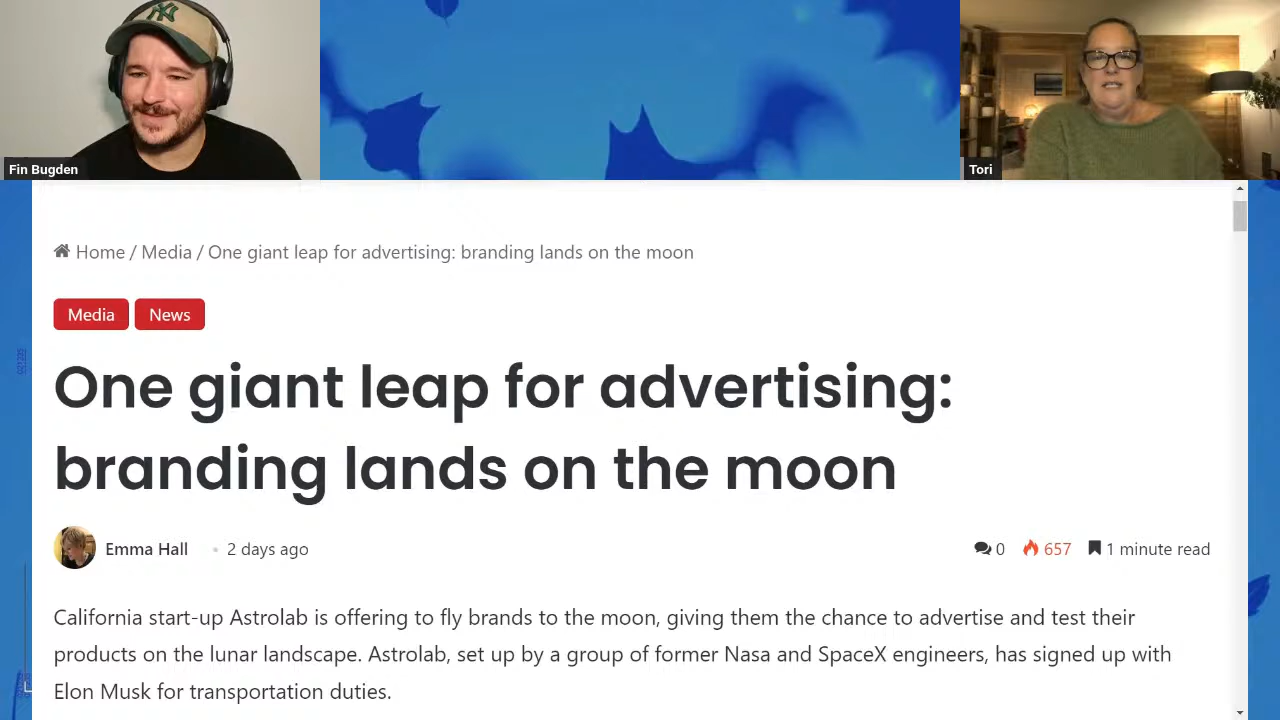 Fin Bugden
Tori
Home / Media / One giant leap for advertising: branding lands on the moon
Media News
One giant leap for advertising:
branding lands on the moon
Emma Hall 2 days ago 0 657 1 minute read
California start-up Astrolab is offering to fly brands to the moon, giving them the chance to advertise and test their
products on the lunar landscape. Astrolab, set up by a group of former Nasa and SpaceX engineers, has signed up with
Elon Musk for transportation duties.